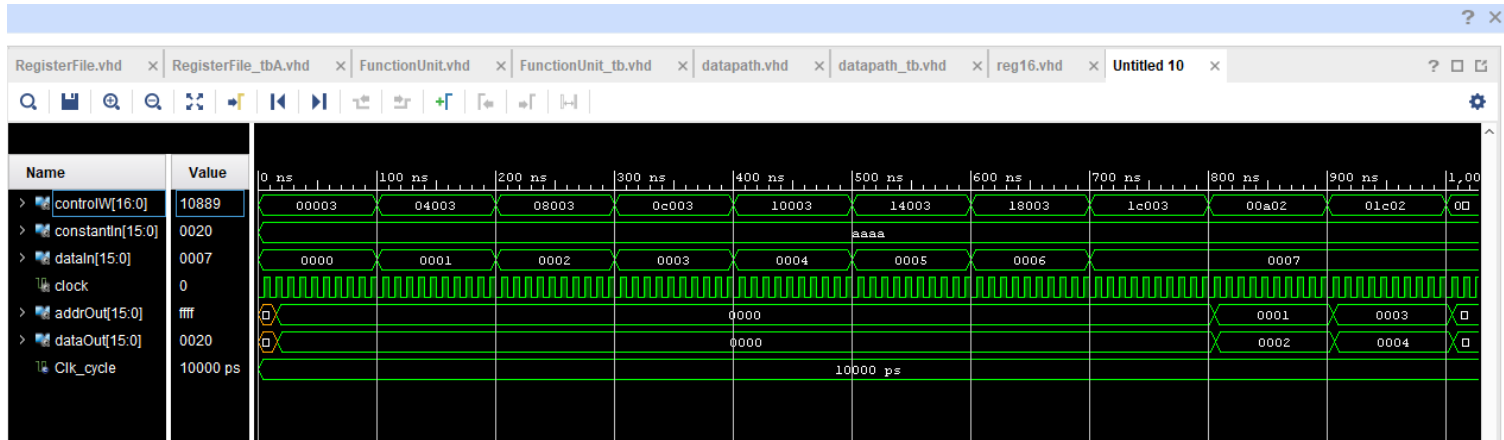 RegisterFile.vhd × RegisterFile_tbA.vhd × FunctionUnit.vhd × FunctionUnit_tb.vhd × datapath.vhd × datapath_tb.vhd × reg16.vhd × Untitled 10 ×
Name Value 0 ns 100 ns 200 ns 300 ns 400 ns 500 ns 600 ns 700 ns 800 ns 900 ns 1,00
controlW[16:0] 10889 00003 04003 08003 0c003 10003 14003 18003 1c003 00a02 01c02
constantIn[15:0] 0020 aaaa
dataIn[15:0] 0007 0000 0001 0002 0003 0004 0005 0006 0007
clock 0
addrOut[15:0] ffff 0000 0001 0003
dataOut[15:0] 0020 0000 0002 0004
Clk_cycle 10000 ps 10000 ps